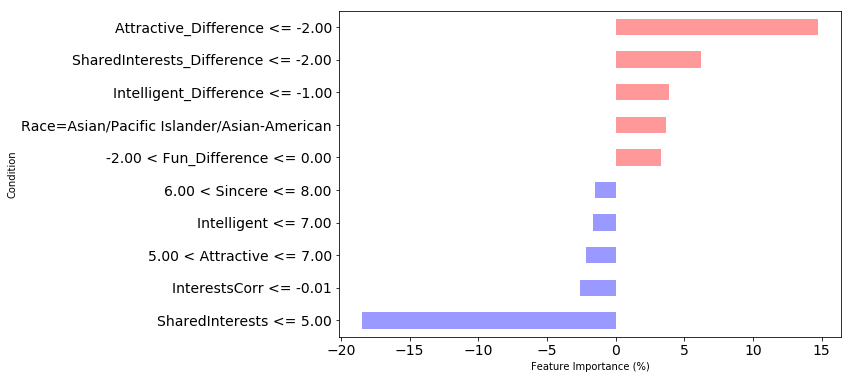 Attractive_Difference <= -2.00
SharedInterests_Difference <= -2.00
Intelligent_Difference <= -1.00
Race=Asian/Pacific Islander/Asian-American
-2.00 < Fun_Difference <= 0.00
6.00 < Sincere <= 8.00
Intelligent <= 7.00
5.00 < Attractive <= 7.00
InterestsCorr <= -0.01
SharedInterests <= 5.00
Condition
−20 −15 −10 −5 0 5 10 15
Feature Importance (%)